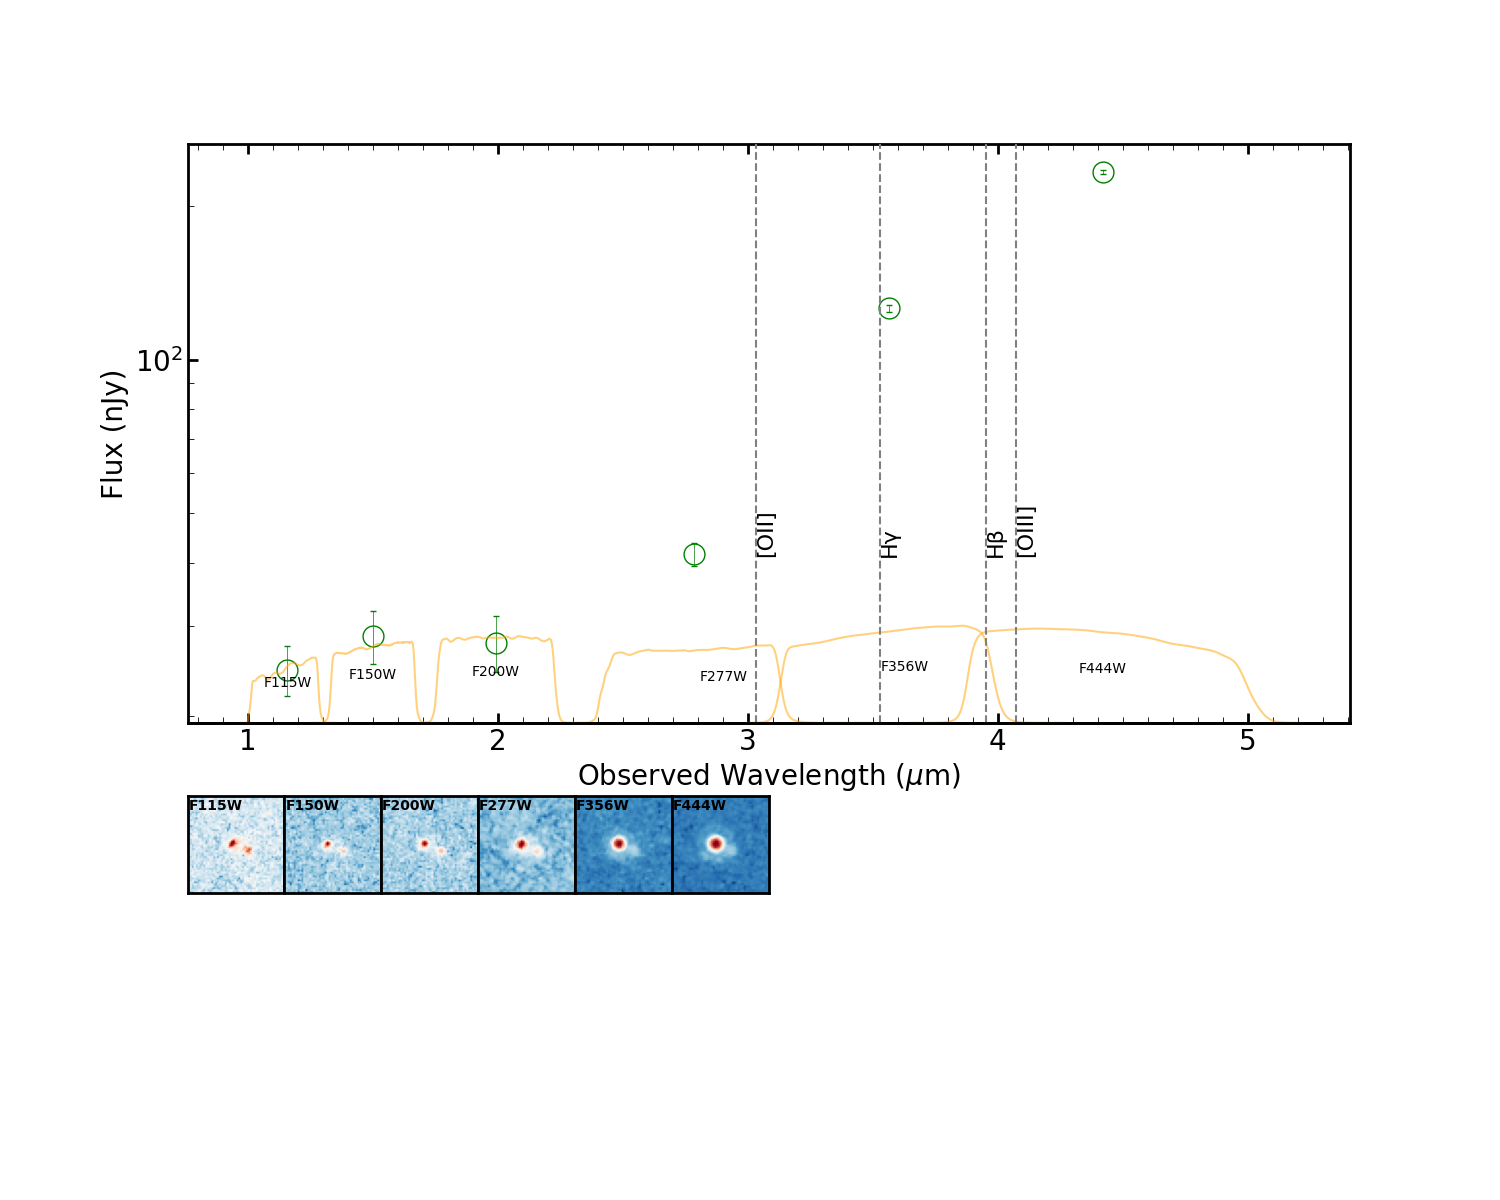 Flux (nJy)
10²
[OII]
Hγ
Hβ
[OIII]
F115W
F150W
F200W
F277W
F356W
F444W
1 2 3 4 5
Observed Wavelength (μm)
F115W F150W F200W F277W F356W F444W